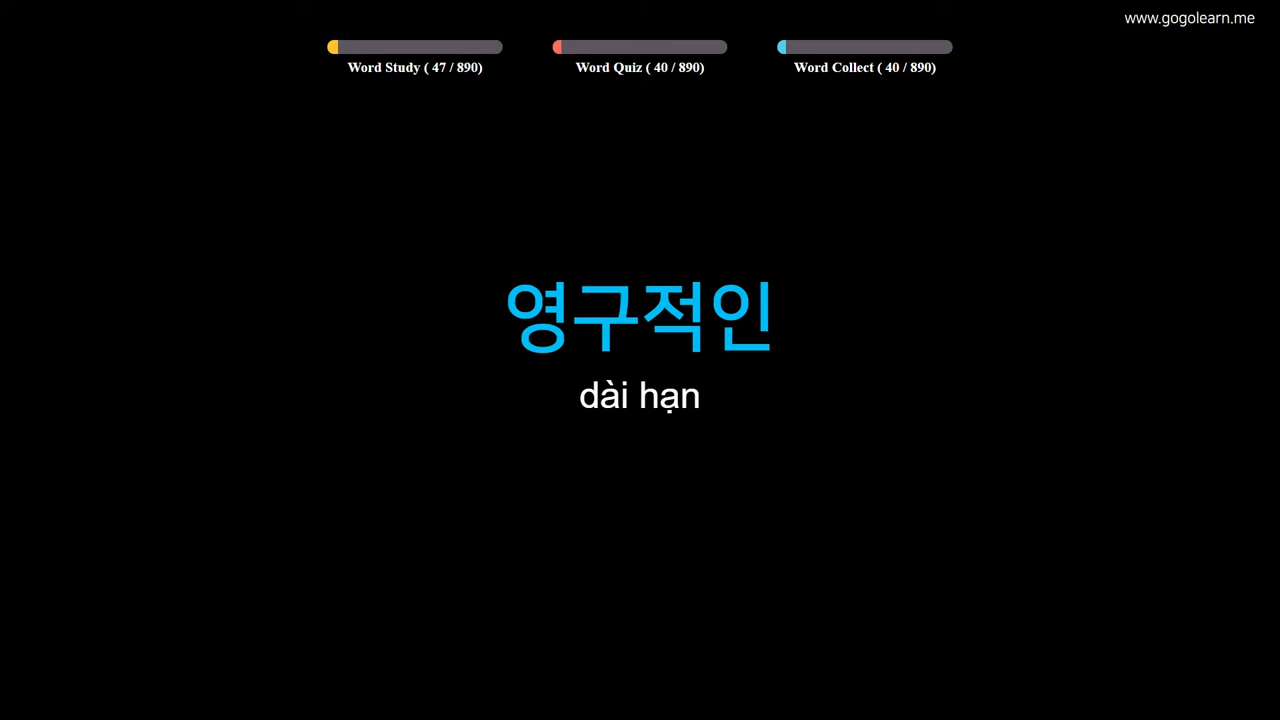 www.gogolearn.me
Word Study ( 47 / 890)
Word Quiz ( 40 / 890)
Word Collect ( 40 / 890)
영구적인
dài hạn